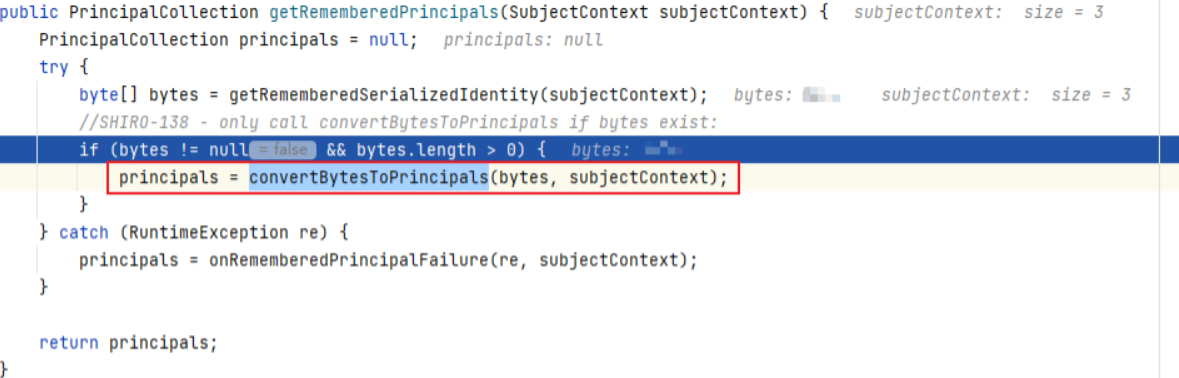 public PrincipalCollection getRememberedPrincipals(SubjectContext subjectContext) { subjectContext: size = 3
PrincipalCollection principals = null; principals: null
try {
byte[] bytes = getRememberedSerializedIdentity(subjectContext); bytes: subjectContext: size = 3
//SHIRO-138 - only call convertBytesToPrincipals if bytes exist:
if (bytes != null = false && bytes.length > 0) { bytes:
principals = convertBytesToPrincipals(bytes, subjectContext);
}
} catch (RuntimeException re) {
principals = onRememberedPrincipalFailure(re, subjectContext);
}
return principals;
}